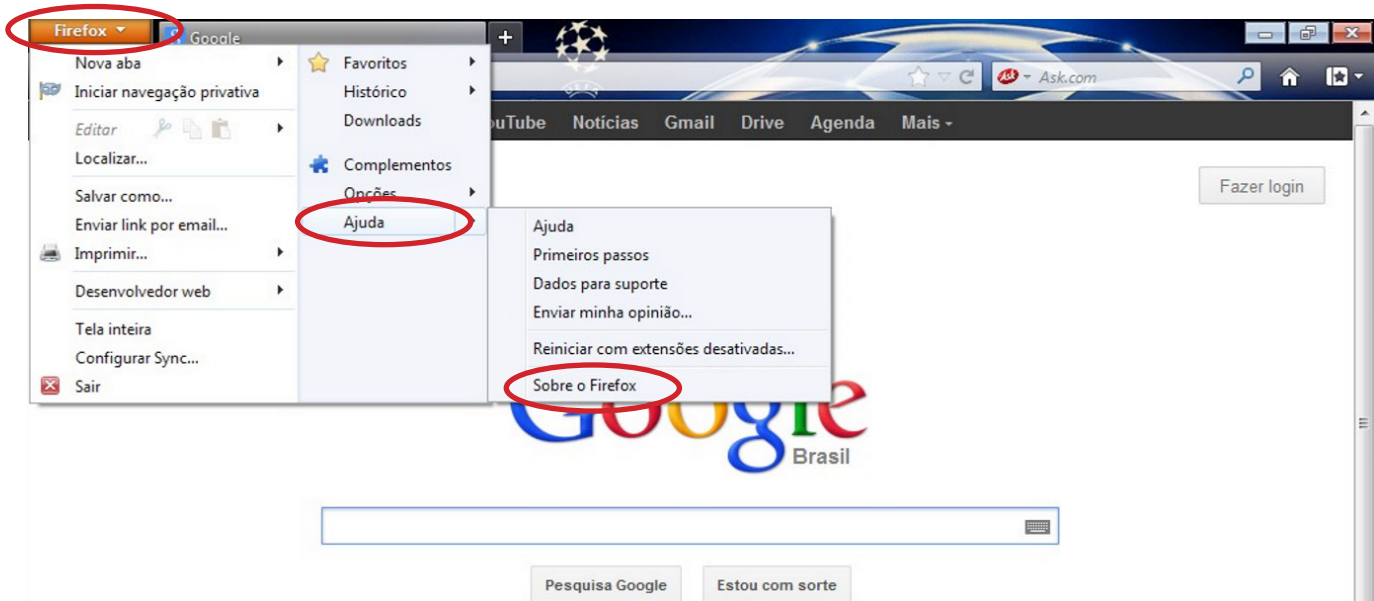 Firefox
Google
+
Nova aba
Iniciar navegação privativa
Editar
Localizar...
Salvar como...
Enviar link por email...
Imprimir...
Desenvolvedor web
Tela inteira
Configurar Sync...
Sair
Favoritos
Histórico
Downloads
Complementos
Opções
Ajuda
Ajuda
Primeiros passos
Dados para suporte
Enviar minha opinião...
Reiniciar com extensões desativadas...
Sobre o Firefox
Ask
Ask.com
Notícias Gmail Drive Agenda Mais
Fazer login
Google
Brasil
Pesquisa Google Estou com sorte